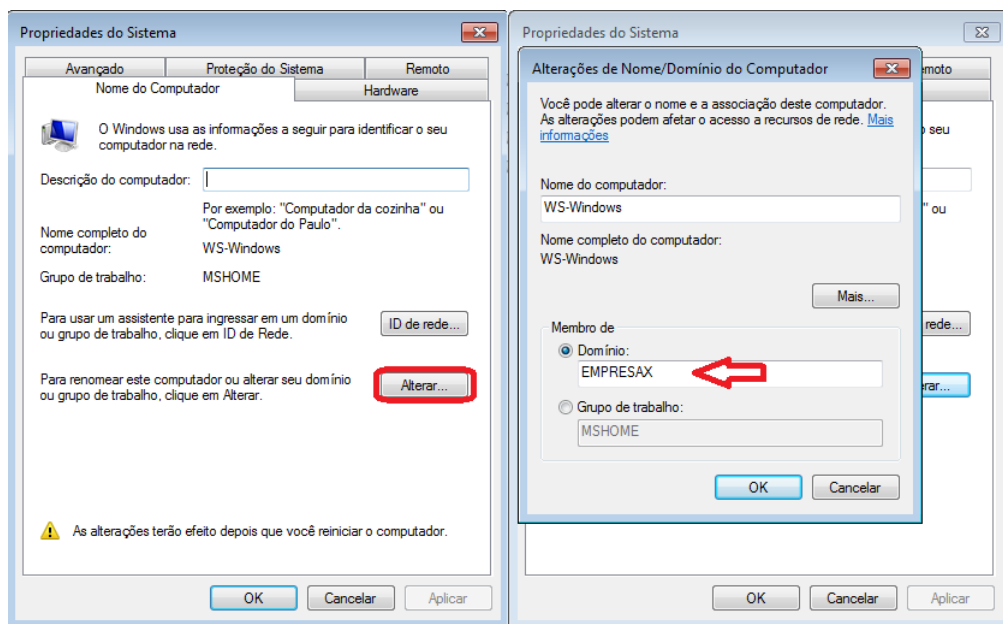 Propriedades do Sistema
Avançado
Proteção do Sistema
Remoto
Nome do Computador
Hardware
O Windows usa as informações a seguir para identificar o seu
computador na rede.
Descrição do computador:
Por exemplo: "Computador da cozinha" ou
"Computador do Paulo".
Nome completo do
computador:
WS-Windows
Grupo de trabalho:
MSHOME
Para usar um assistente para ingressar em um domínio
ou grupo de trabalho, clique em ID de Rede.
ID de rede...
Para renomear este computador ou alterar seu domínio
ou grupo de trabalho, clique em Alterar.
Alterar...
As alterações terão efeito depois que você reiniciar o computador.
OK
Cancelar
Aplicar
Propriedades do Sistema
moto
o seu
" ou
rede...
rar...
Alterações de Nome/Domínio do Computador
Você pode alterar o nome e a associação deste computador.
As alterações podem afetar o acesso a recursos de rede. Mais
informações
Nome do computador:
WS-Windows
Nome completo do computador:
WS-Windows
Mais...
Membro de
Domínio:
EMPRESAX
Grupo de trabalho:
MSHOME
OK
Cancelar
OK
Cancelar
Aplicar